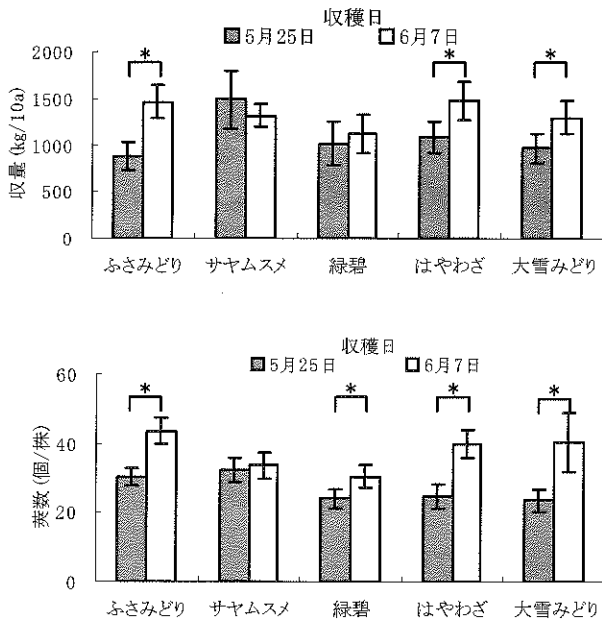 収穫日
■5月25日 □6月7日
収量(kg/10a)
2000
1500
1000
500
0
* * *
ふさみどり サヤムスメ 緑碧 はやわざ 大雪みどり
収穫日
■5月25日 □6月7日
莢数(個/株)
60
40
20
0
* * * *
ふさみどり サヤムスメ 緑碧 はやわざ 大雪みどり